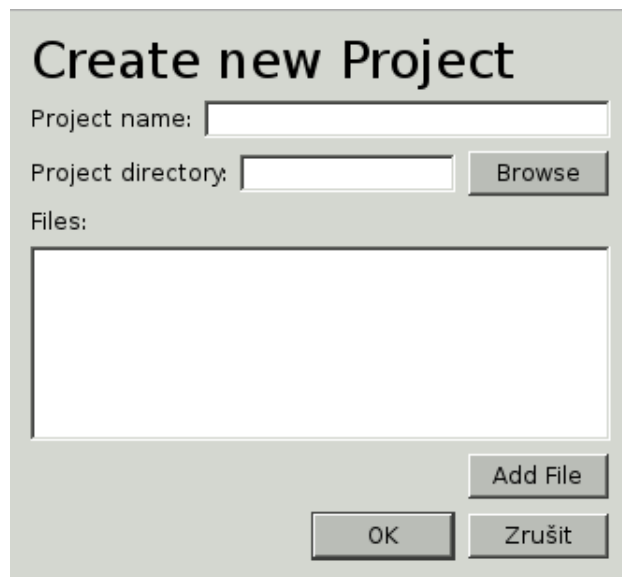 Create new Project
Project name:
Project directory: Browse
Files:
Add File
OK Zrušit